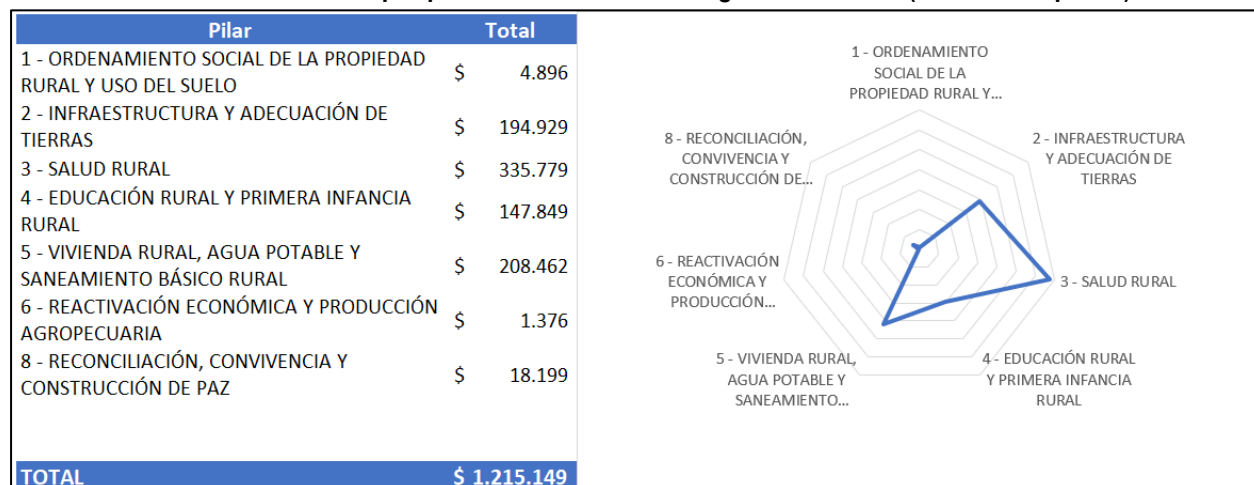 Pilar Total
1 - ORDENAMIENTO SOCIAL DE LA PROPIEDAD
RURAL Y USO DEL SUELO $ 4.896
2 - INFRAESTRUCTURA Y ADECUACIÓN DE
TIERRAS $ 194.929
3 - SALUD RURAL $ 335.779
4 - EDUCACIÓN RURAL Y PRIMERA INFANCIA
RURAL $ 147.849
5 - VIVIENDA RURAL, AGUA POTABLE Y
SANEAMIENTO BÁSICO RURAL $ 208.462
6 - REACTIVACIÓN ECONÓMICA Y PRODUCCIÓN
AGROPECUARIA $ 1.376
8 - RECONCILIACIÓN, CONVIVENCIA Y
CONSTRUCCIÓN DE PAZ $ 18.199
TOTAL $ 1.215.149
1 - ORDENAMIENTO
SOCIAL DE LA
PROPIEDAD RURAL Y...
2 - INFRAESTRUCTURA
Y ADECUACIÓN DE
TIERRAS
3 - SALUD RURAL
4 - EDUCACIÓN RURAL
Y PRIMERA INFANCIA
RURAL
5 - VIVIENDA RURAL,
AGUA POTABLE Y
SANEAMIENTO...
6 - REACTIVACIÓN
ECONÓMICA Y
PRODUCCIÓN...
8 - RECONCILIACIÓN,
CONVIVENCIA Y
CONSTRUCCIÓN DE...